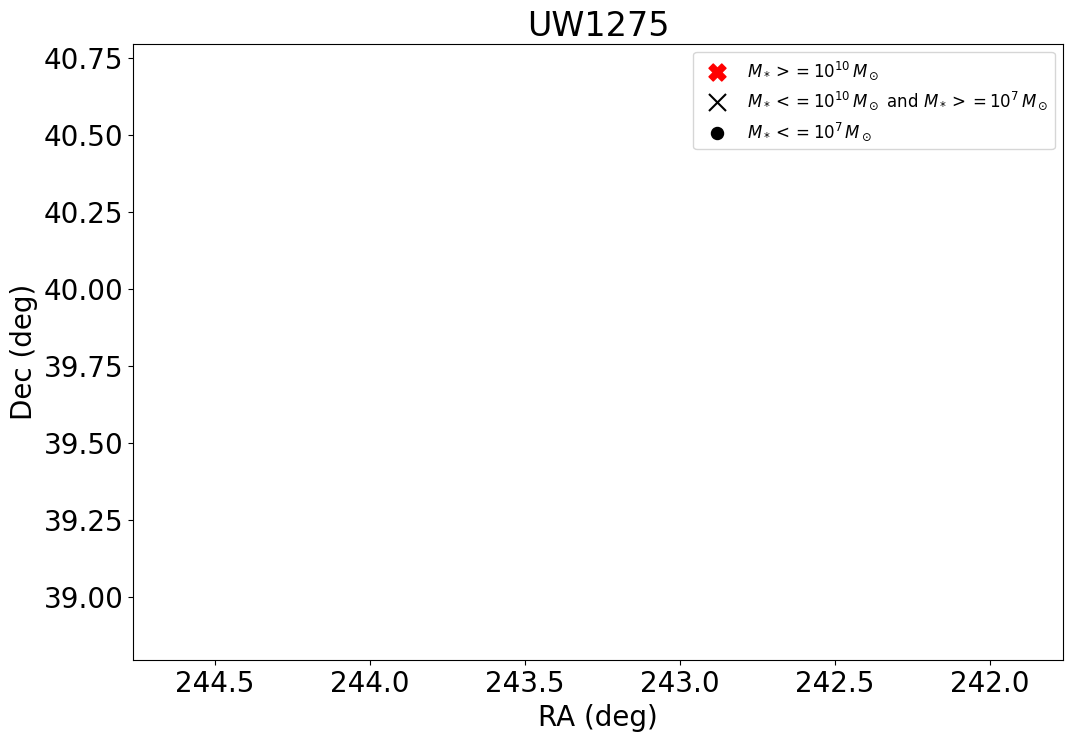 UW1275
M* >= 10^10 M⊙
M* <= 10^10 M⊙ and M* >= 10^7 M⊙
M* <= 10^7 M⊙
40.75
40.50
40.25
40.00
39.75
39.50
39.25
39.00
Dec (deg)
244.5 244.0 243.5 243.0 242.5 242.0
RA (deg)